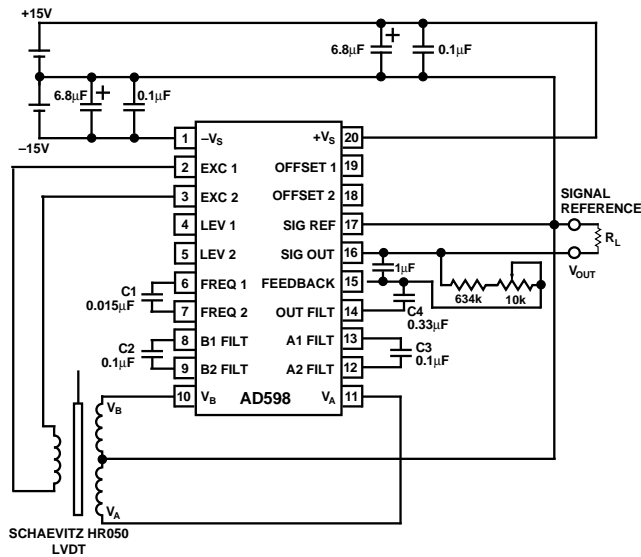 +15V
6.8µF
+
0.1µF
6.8µF
+
0.1µF
–15V
1 –VS
+VS 20
2 EXC 1
OFFSET 1 19
3 EXC 2
OFFSET 2 18
4 LEV 1
SIG REF 17
5 LEV 2
SIG OUT 16
6 FREQ 1
FEEDBACK 15
7 FREQ 2
OUT FILT 14
8 B1 FILT
A1 FILT 13
9 B2 FILT
A2 FILT 12
10 VB
AD598
VA 11
SIGNAL
REFERENCE
RL
VOUT
1µF
634k
10k
C1
0.015µF
C4
0.33µF
C2
0.1µF
C3
0.1µF
VB
VA
SCHAEVITZ HR050
LVDT